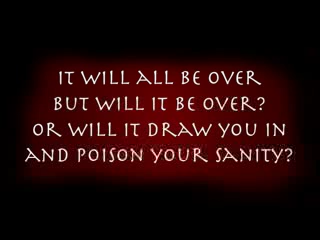 IT WILL ALL BE OVER
BUT WILL IT BE OVER?
OR WILL IT DRAW YOU IN
AND POISON YOUR SANITY?